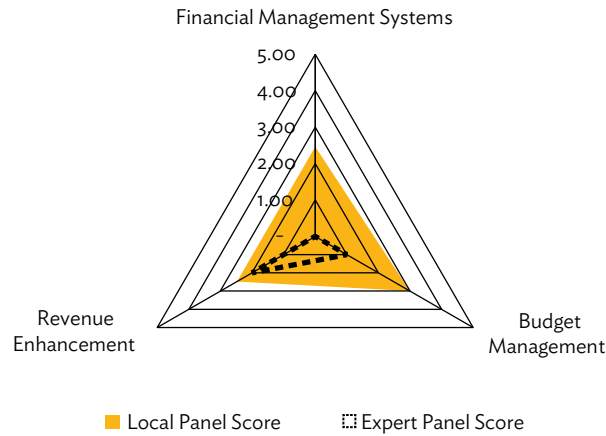 Financial Management Systems
5.00
4.00
3.00
2.00
1.00
–
Revenue
Enhancement
Budget
Management
Local Panel Score
Expert Panel Score